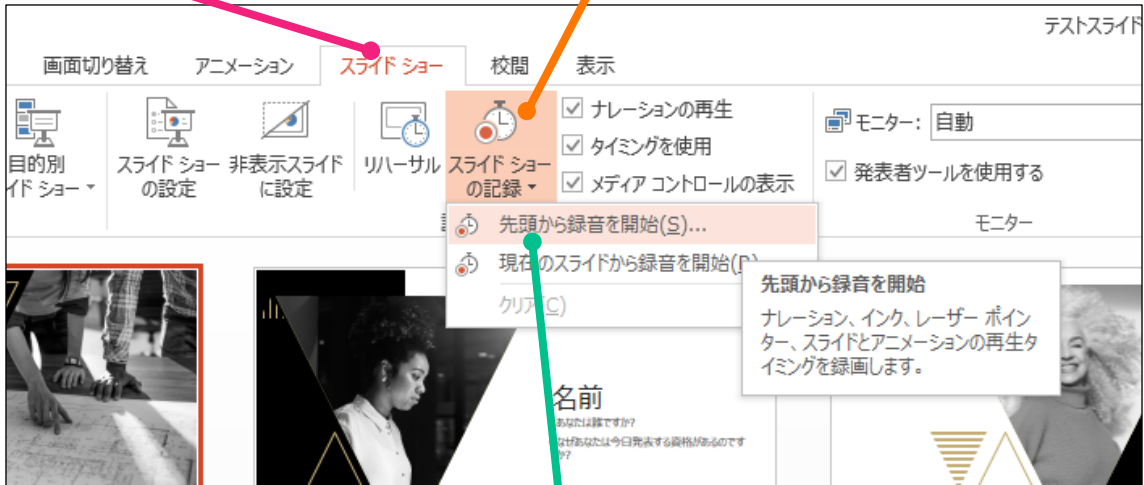 テストスライド
画面切り替え アニメーション スライド ショー 校閲 表示
目的別
イド ショー
スライド ショー
の設定
非表示スライド
に設定
リハーサル
スライド ショー
の記録
ナレーションの再生
タイミングを使用
メディア コントロールの表示
モニター: 自動
発表者ツールを使用する
モニター
先頭から録音を開始(S)...
現在のスライドから録音を開始(R)
クリア(C)
先頭から録音を開始
ナレーション、インク、レーザー ポイン
ター、スライドとアニメーションの再生タ
イミングを録画します。
名前
あなたは誰ですか?
なぜあなたは今日発表する資格があるのです
か?